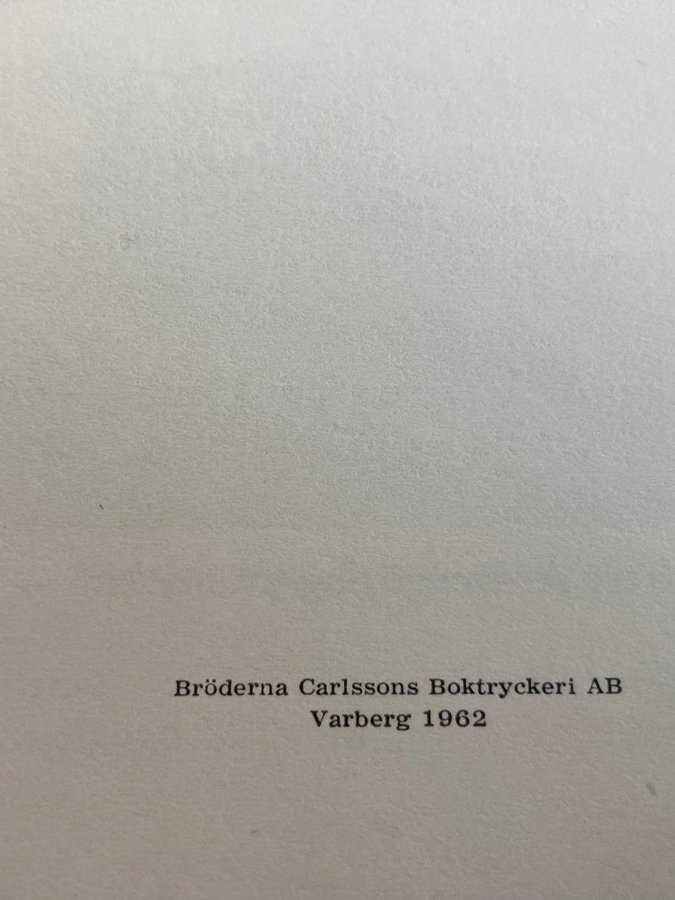 Bröderna Carlssons Boktryckeri AB
Varberg 1962